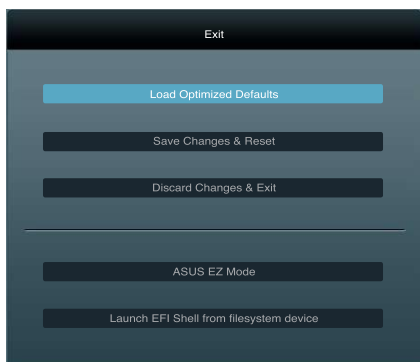 Exit
Load Optimized Defaults
Save Changes & Reset
Discard Changes & Exit
ASUS EZ Mode
Launch EFI Shell from filesystem device